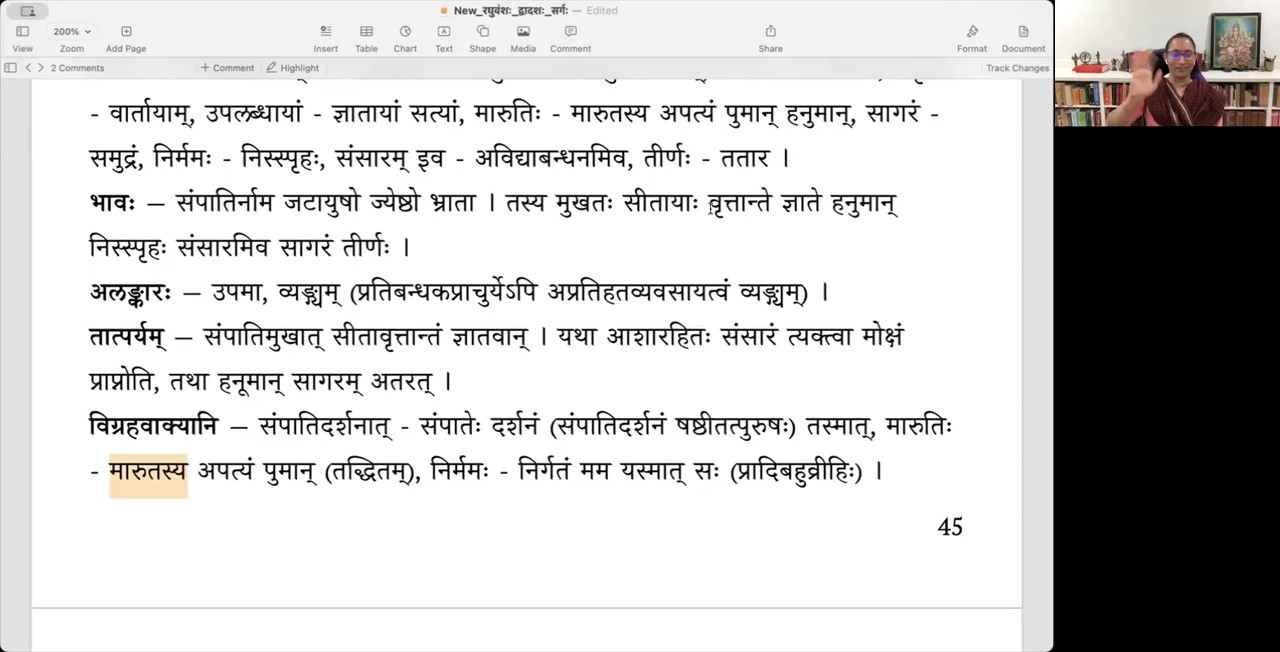 New_रघुवंशः_द्वादशः_सर्गः — Edited
200%
View Zoom Add Page Insert Table Chart Text Shape Media Comment Share Format Document
2 Comments + Comment Highlight Track Changes
- वार्तायाम्, उपलब्धायां - ज्ञातायां सत्यां, मारुतिः - मारुतस्य अपत्यं पुमान् हनुमान्, सागरं -
समुद्रं, निर्ममः - निस्स्पृहः, संसारम् इव - अविद्याबन्धनमिव, तीर्णः - ततार ।
भावः — संपातिर्नाम जटायुषो ज्येष्ठो भ्राता । तस्य मुखतः सीतायाः वृत्तान्ते ज्ञाते हनुमान्
निस्स्पृहः संसारमिव सागरं तीर्णः ।
अलङ्कारः — उपमा, व्यङ्ग्यम् (प्रतिबन्धकप्राचुर्येऽपि अप्रतिहतव्यवसायत्वं व्यङ्ग्यम्) ।
तात्पर्यम् — संपातिमुखात् सीतावृत्तान्तं ज्ञातवान् । यथा आशारहितः संसारं त्यक्त्वा मोक्षं
प्राप्नोति, तथा हनूमान् सागरम् अतरत् ।
विग्रहवाक्यानि — संपातिदर्शनात् - संपातेः दर्शनं (संपातिदर्शनं षष्ठीतत्पुरुषः) तस्मात्, मारुतिः
- मारुतस्य अपत्यं पुमान् (तद्धितम्), निर्ममः - निर्गतं मम यस्मात् सः (प्रादिबहुव्रीहिः) ।
45